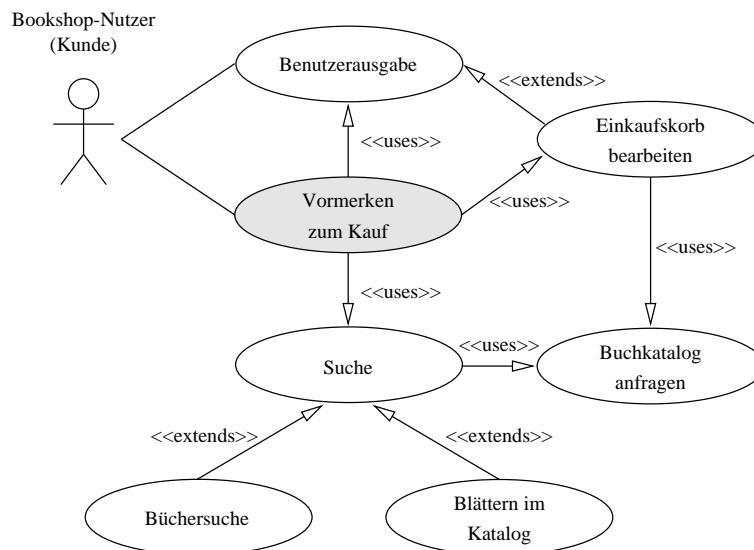 Bookshop-Nutzer
(Kunde)
Benutzerausgabe
<<extends>>
Einkaufskorb
bearbeiten
<<uses>>
Vormerken
zum Kauf
<<uses>>
<<uses>>
<<uses>>
Suche
<<uses>>
Buchkatalog
anfragen
<<extends>>
<<extends>>
Büchersuche
Blättern im
Katalog